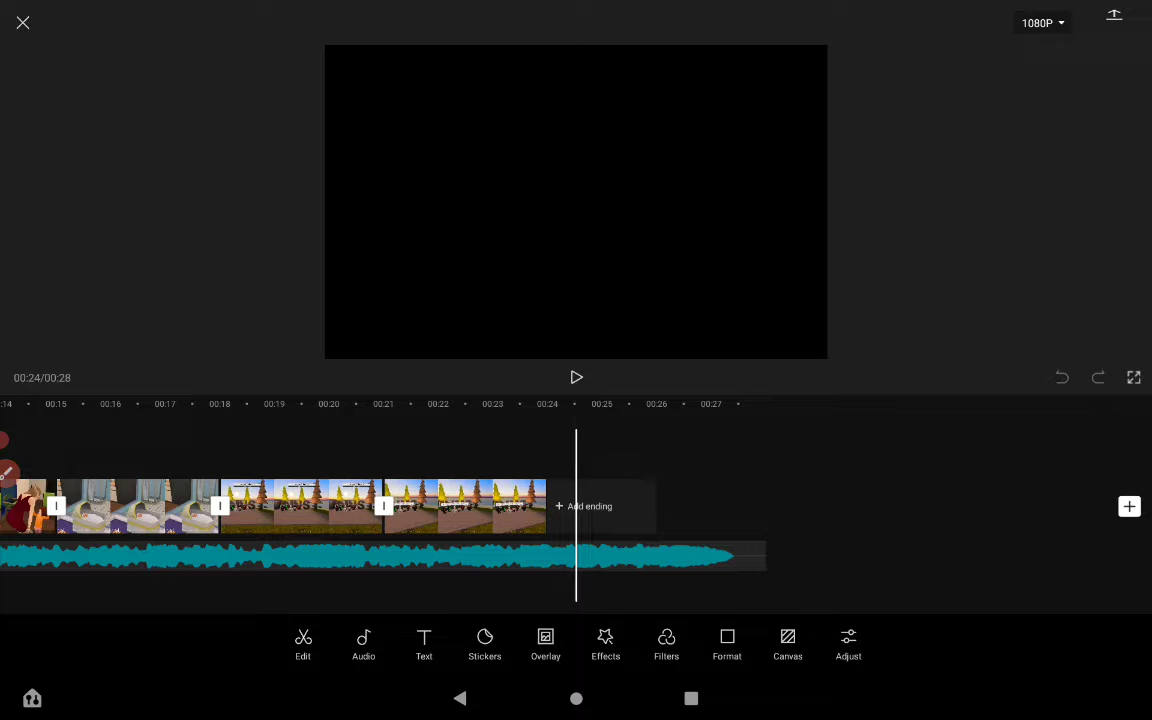 1080P
00:24/00:28
:14 00:15 00:16 00:17 00:18 00:19 00:20 00:21 00:22 00:23 00:24 00:25 00:26 00:27
+ Add ending
Edit Audio Text Stickers Overlay Effects Filters Format Canvas Adjust